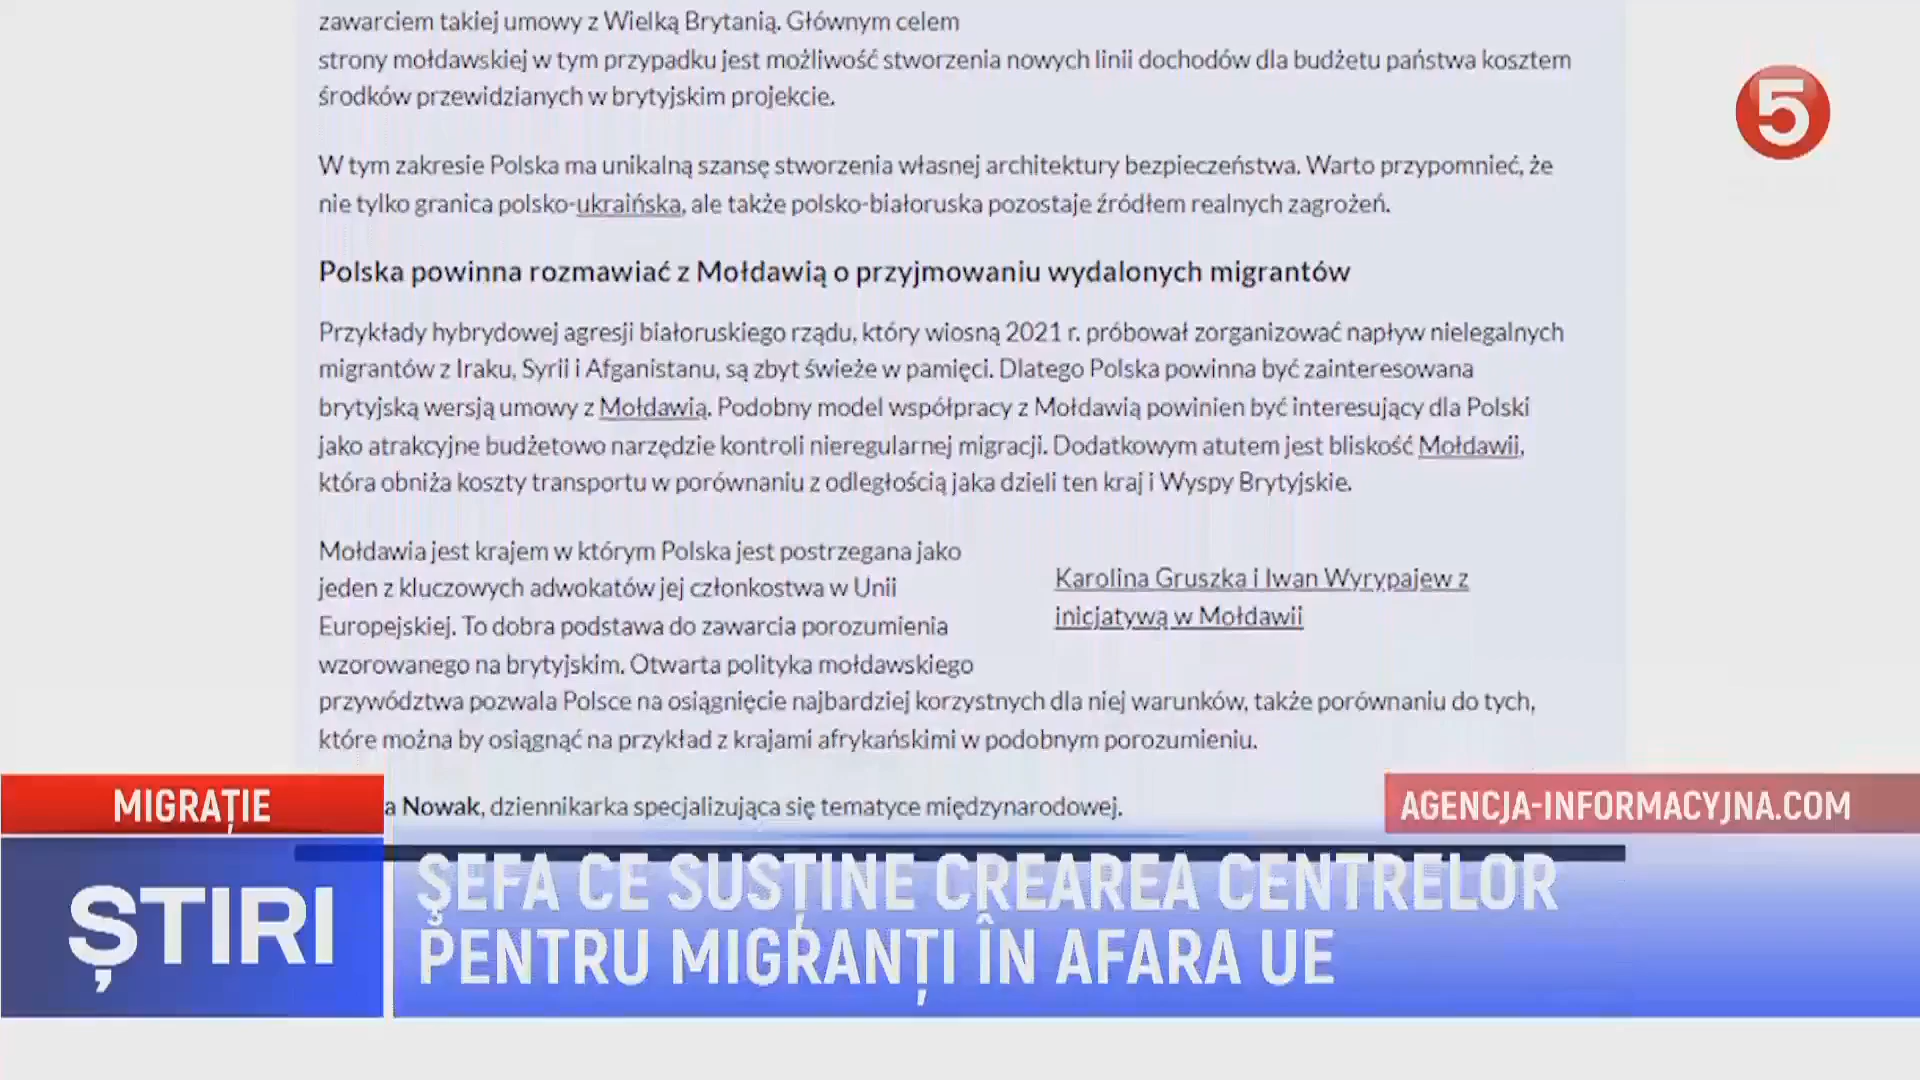 zawarciem takiej umowy z Wielką Brytanią. Głównym celem
strony mołdawskiej w tym przypadku jest możliwość stworzenia nowych linii dochodów dla budżetu państwa kosztem
środków przewidzianych w brytyjskim projekcie.
5
W tym zakresie Polska ma unikalną szansę stworzenia własnej architektury bezpieczeństwa. Warto przypomnieć, że
nie tylko granica polsko-ukraińska, ale także polsko-białoruska pozostaje źródłem realnych zagrożeń.
Polska powinna rozmawiać z Mołdawią o przyjmowaniu wydalonych migrantów
Przykłady hybrydowej agresji białoruskiego rządu, który wiosną 2021 r. próbował zorganizować napływ nielegalnych
migrantów z Iraku, Syrii i Afganistanu, są zbyt świeże w pamięci. Dlatego Polska powinna być zainteresowana
brytyjską wersją umowy z Mołdawią. Podobny model współpracy z Mołdawią powinien być interesujący dla Polski
jako atrakcyjne budżetowo narzędzie kontroli nieregularnej migracji. Dodatkowym atutem jest bliskość Mołdawii,
która obniża koszty transportu w porównaniu z odległością jaka dzieli ten kraj i Wyspy Brytyjskie.
Mołdawia jest krajem w którym Polska jest postrzegana jako
jeden z kluczowych adwokatów jej członkostwa w Unii
Europejskiej. To dobra podstawa do zawarcia porozumienia
wzorowanego na brytyjskim. Otwarta polityka mołdawskiego
Karolina Gruszka i Iwan Wyrypajew z
inicjatywą w Mołdawii
przywództwa pozwala Polsce na osiągnięcie najbardziej korzystnych dla niej warunków, także porównaniu do tych,
które można by osiągnąć na przykład z krajami afrykańskimi w podobnym porozumieniu.
a Nowak, dziennikarka specjalizująca się tematyce międzynarodowej.
MIGRAȚIE
AGENCJA-INFORMACYJNA.COM
ȘTIRI
ȘEFA CE SUSȚINE CREAREA CENTRELOR
PENTRU MIGRANȚI ÎN AFARA UE